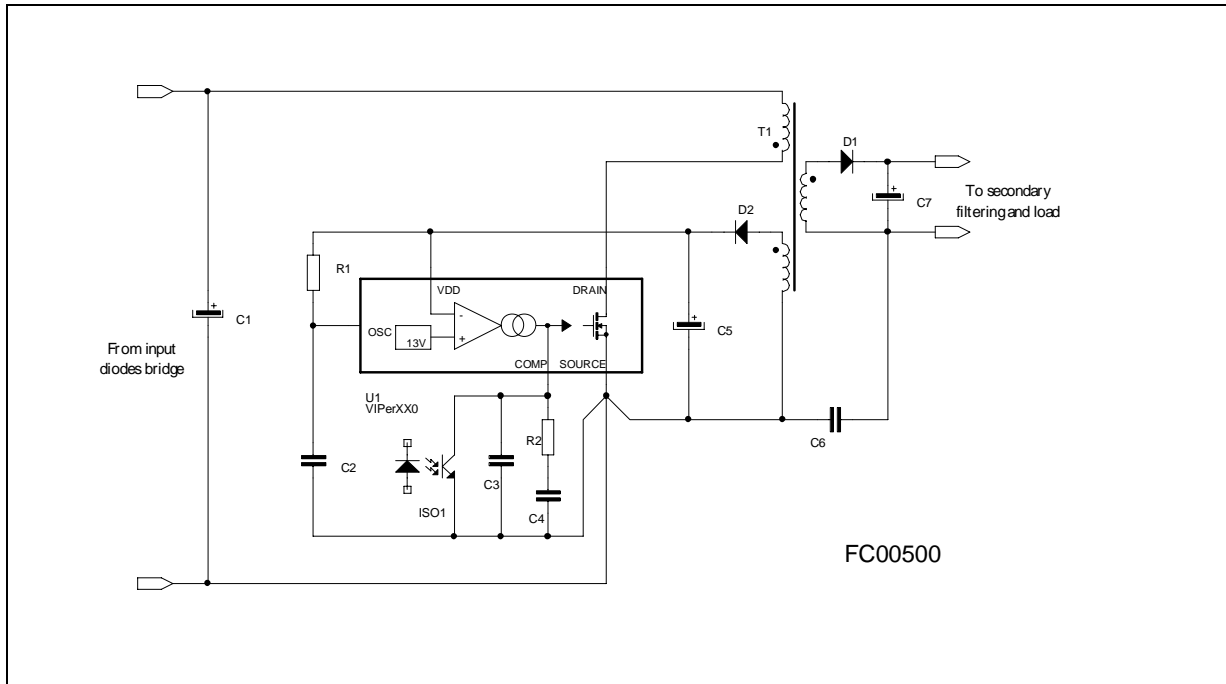 T1
D1
+
C7
To secondary
filtering and load
D2
R1
VDD
DRAIN
+
C1
OSC
13V
-
+
+
C5
From input
diodes bridge
COMP
SOURCE
U1
VIPerXX0
C6
R2
C2
C3
ISO1
C4
FC00500